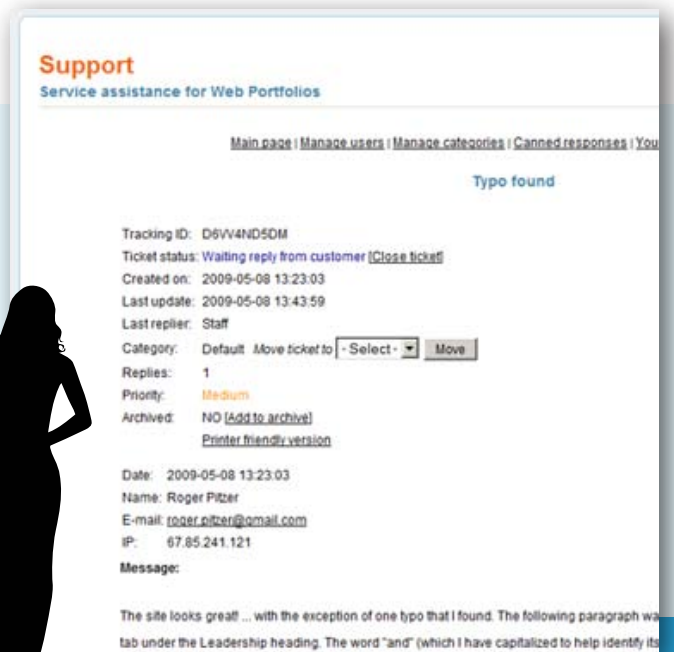 Support
Service assistance for Web Portfolios
Main page | Manage users | Manage categories | Canned responses | You
Typo found
Tracking ID: D6VV4ND5DM
Ticket status: Waiting reply from customer [Close ticket]
Created on: 2009-05-08 13:23:03
Last update: 2009-05-08 13:43:59
Last replier: Staff
Category: Default Move ticket to - Select - Move
Replies: 1
Priority: Medium
Archived: NO [Add to archive]
Printer friendly version
Date: 2009-05-08 13:23:03
Name: Roger Pitzer
E-mail: roger.pitzer@gmail.com
IP: 67.85.241.121
Message:
The site looks great! ... with the exception of one typo that I found. The following paragraph wa
tab under the Leadership heading. The word "and" (which I have capitalized to help identify its